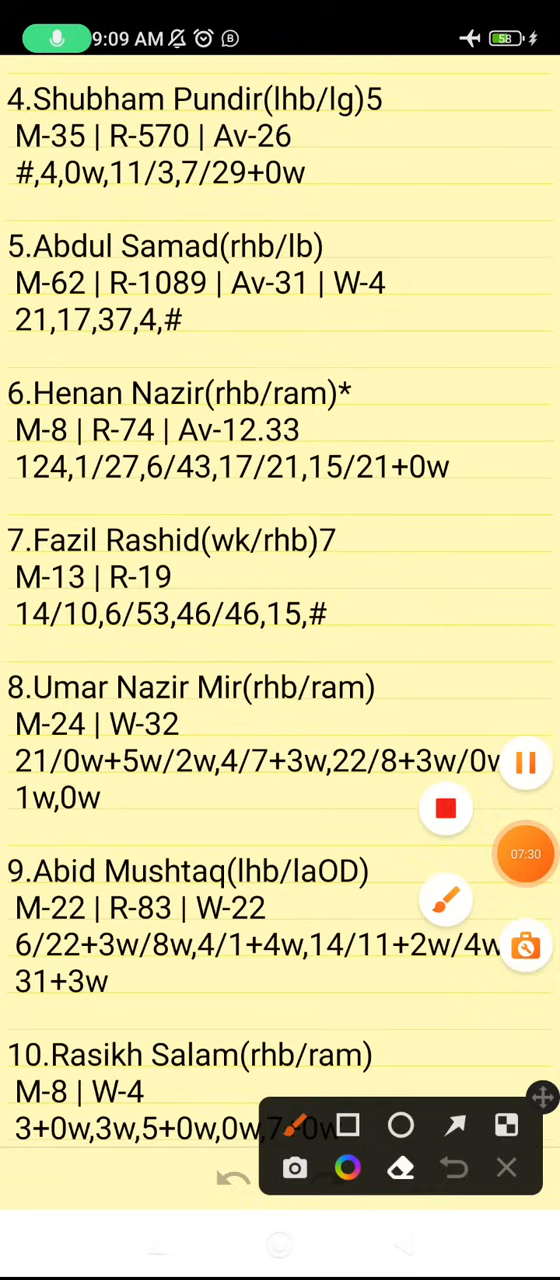 9:09 AM
58
4.Shubham Pundir(lhb/lg)5
M-35 | R-570 | Av-26
#,4,0w,11/3,7/29+0w
5.Abdul Samad(rhb/lb)
M-62 | R-1089 | Av-31 | W-4
21,17,37,4,#
6.Henan Nazir(rhb/ram)*
M-8 | R-74 | Av-12.33
124,1/27,6/43,17/21,15/21+0w
7.Fazil Rashid(wk/rhb)7
M-13 | R-19
14/10,6/53,46/46,15,#
8.Umar Nazir Mir(rhb/ram)
M-24 | W-32
21/0w+5w/2w,4/7+3w,22/8+3w/0w
1w,0w
07:30
9.Abid Mushtaq(lhb/laOD)
M-22 | R-83 | W-22
6/22+3w/8w,4/1+4w,14/11+2w/4w
31+3w
10.Rasikh Salam(rhb/ram)
M-8 | W-4
3+0w,3w,5+0w,0w,7+0w